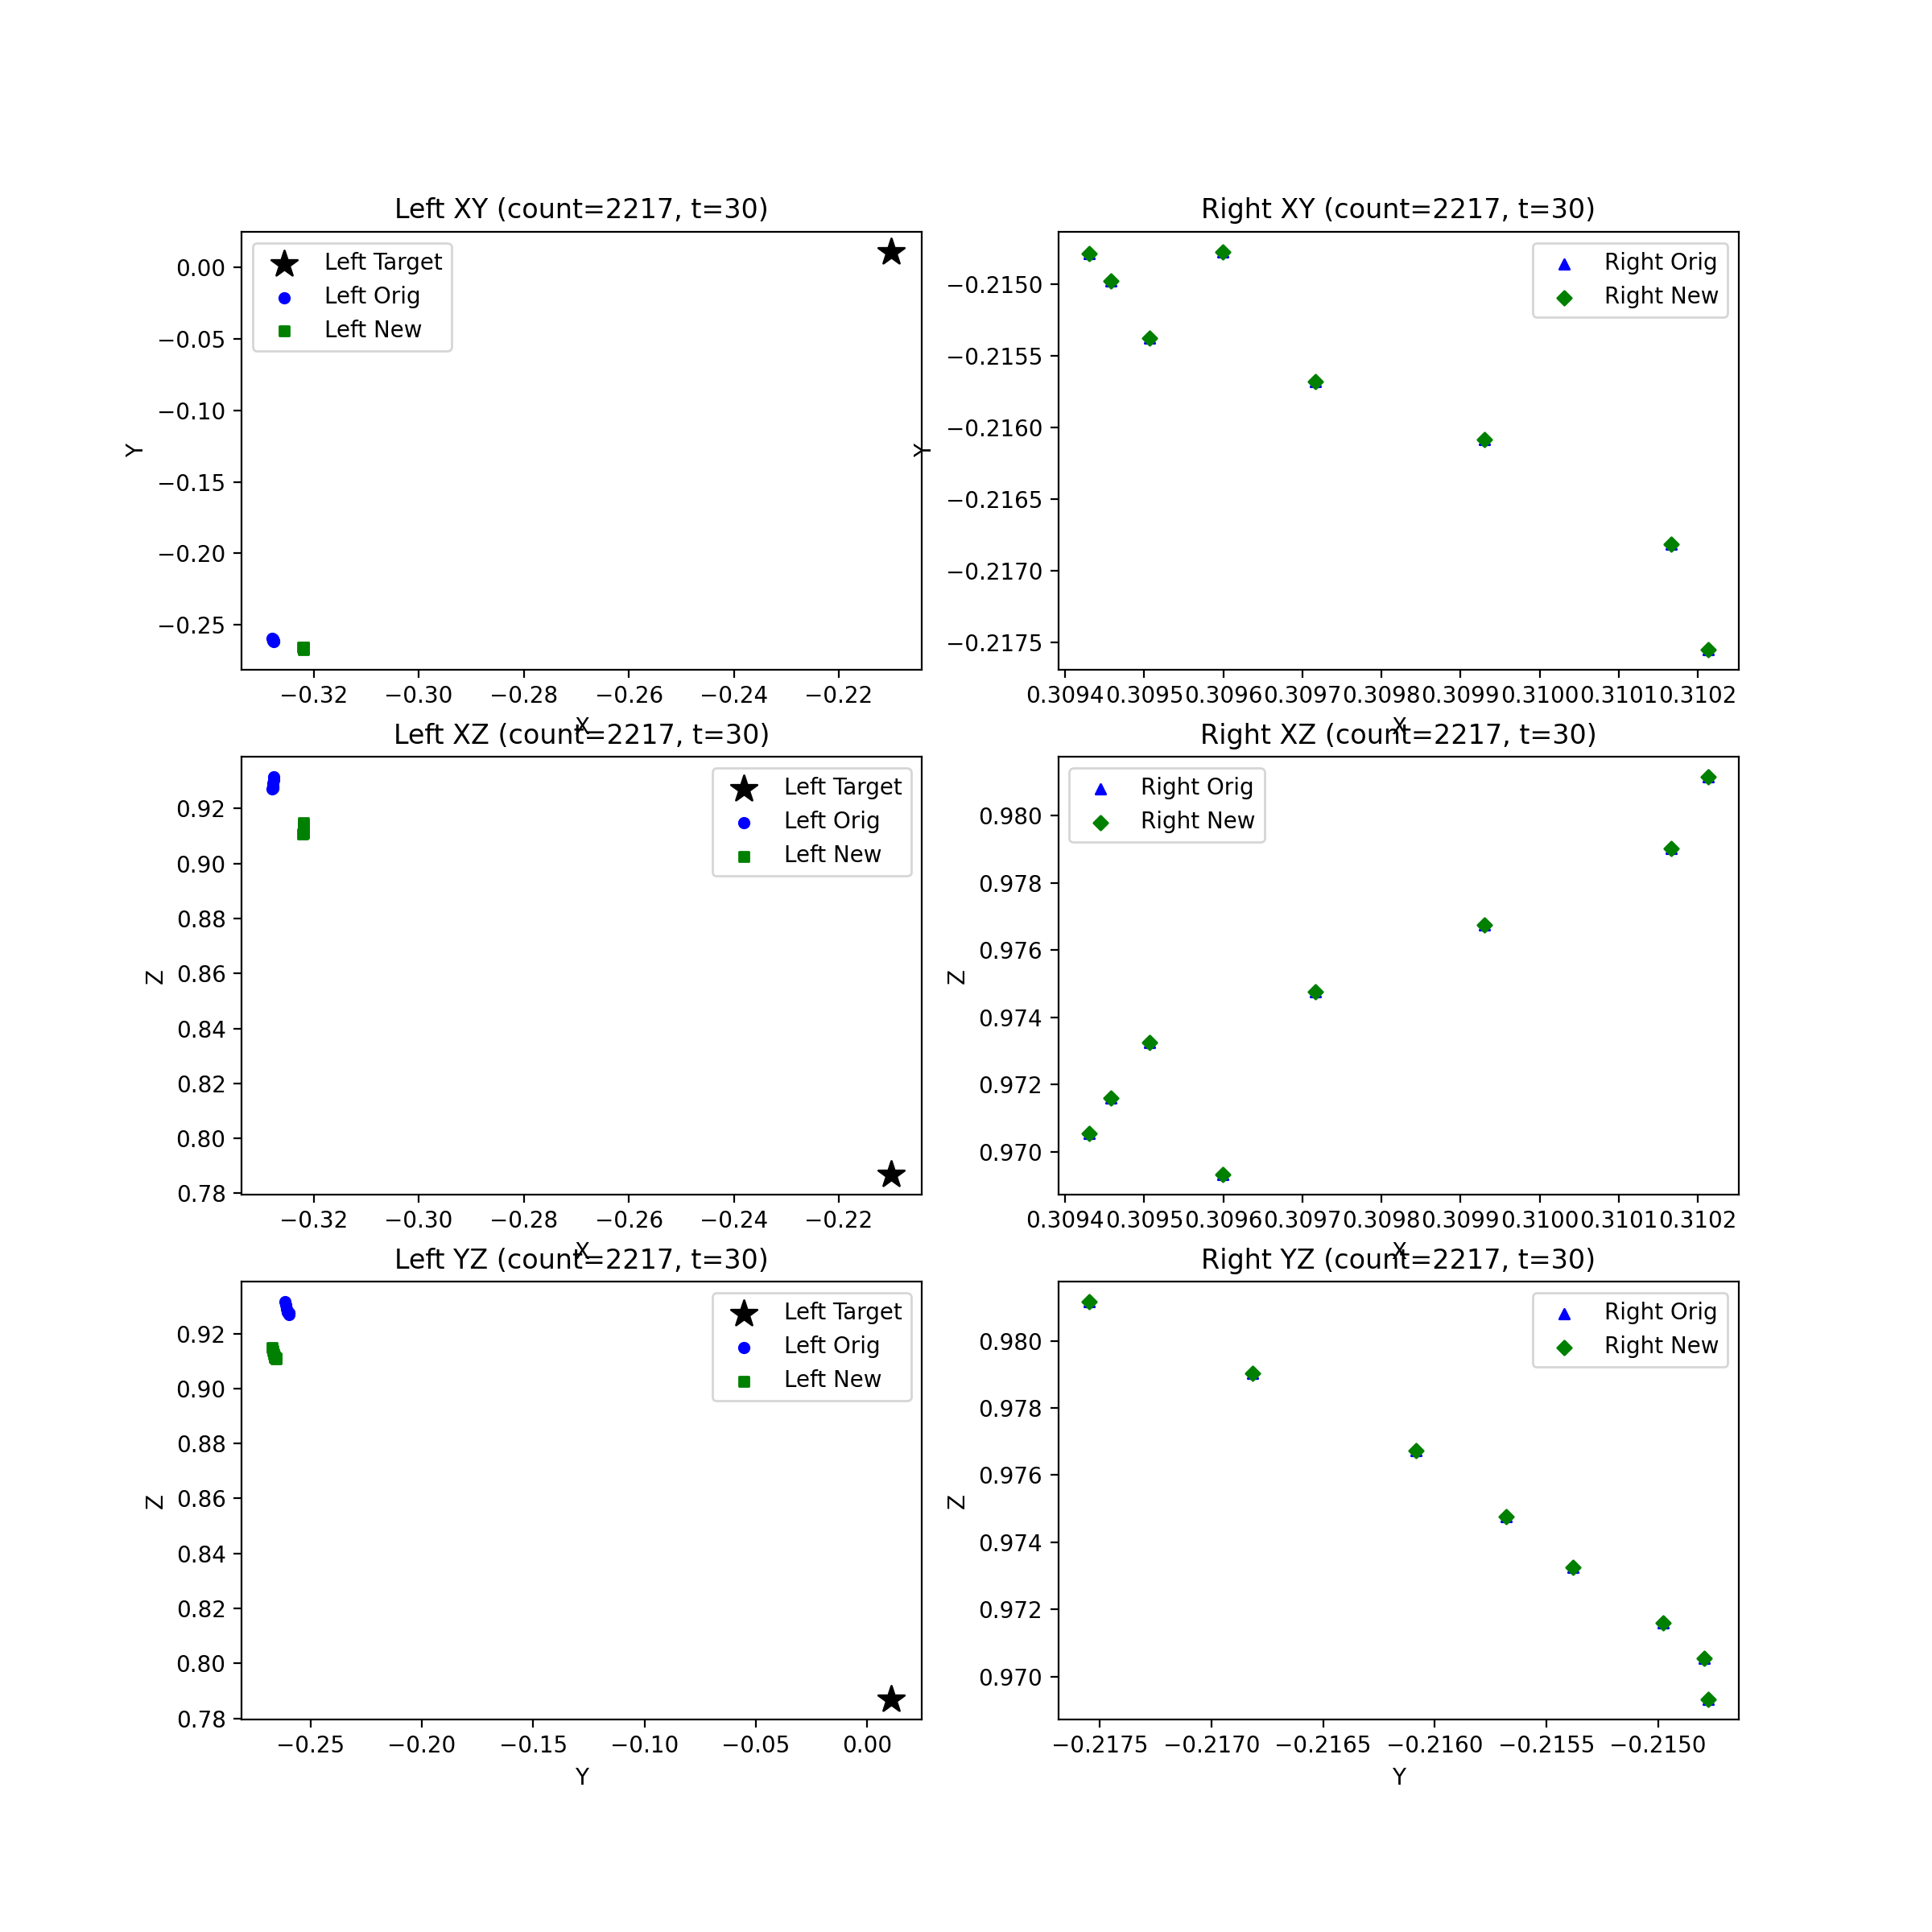 Left XY (count=2217, t=30)
Left Target
Left Orig
Left New
0.00
−0.05
−0.10
−0.15
−0.20
−0.25
Y
−0.32
−0.30
−0.28
−0.26
−0.24
−0.22
X
Right XY (count=2217, t=30)
Right Orig
Right New
−0.2150
−0.2155
−0.2160
−0.2165
−0.2170
−0.2175
Y
0.3094
0.3095
0.3096
0.3097
0.3098
0.3099
0.3100
0.3101
0.3102
X
Left XZ (count=2217, t=30)
Left Target
Left Orig
Left New
0.92
0.90
0.88
0.86
0.84
0.82
0.80
0.78
Z
−0.32
−0.30
−0.28
−0.26
−0.24
−0.22
X
Right XZ (count=2217, t=30)
Right Orig
Right New
0.980
0.978
0.976
0.974
0.972
0.970
Z
0.3094
0.3095
0.3096
0.3097
0.3098
0.3099
0.3100
0.3101
0.3102
X
Left YZ (count=2217, t=30)
Left Target
Left Orig
Left New
0.92
0.90
0.88
0.86
0.84
0.82
0.80
0.78
Z
−0.25
−0.20
−0.15
−0.10
−0.05
0.00
Y
Right YZ (count=2217, t=30)
Right Orig
Right New
0.980
0.978
0.976
0.974
0.972
0.970
Z
−0.2175
−0.2170
−0.2165
−0.2160
−0.2155
−0.2150
Y